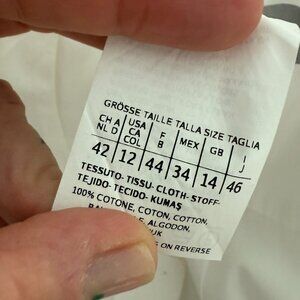 GRÖSSE TAILLE TALLA SIZE TAGLIA
CH A NL D | USA CA COL | F B | MEX | GB | I J
42 | 12 | 44 | 34 | 14 | 46
TESSUTO-TISSU-CLOTH-STOFF-
TEJIDO-TECIDO-KUMAŞ
100% COTONE, COTON, COTTON,
ALGODON,
ON REVERSE